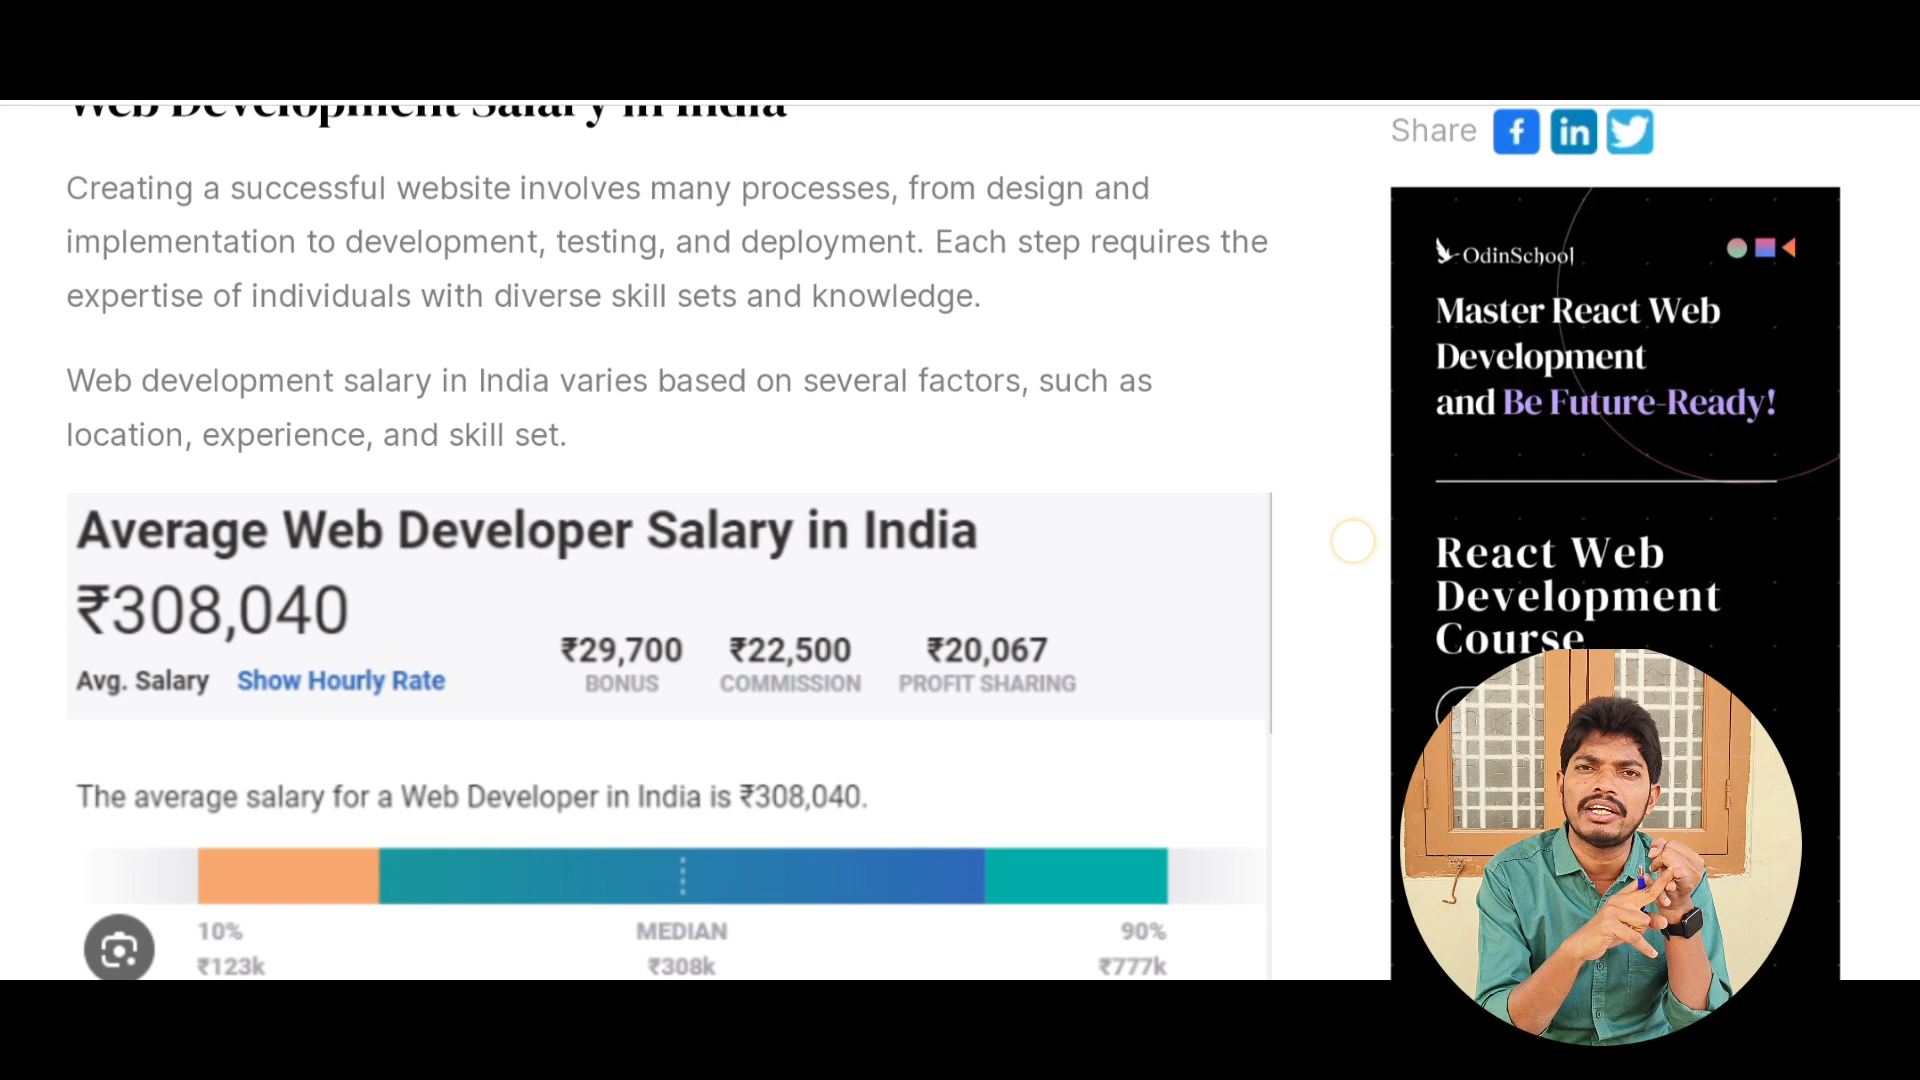 Web Development Salary in India
Creating a successful website involves many processes, from design and
implementation to development, testing, and deployment. Each step requires the
expertise of individuals with diverse skill sets and knowledge.
Web development salary in India varies based on several factors, such as
location, experience, and skill set.
Average Web Developer Salary in India
₹308,040
Avg. Salary Show Hourly Rate
₹29,700 ₹22,500 ₹20,067
BONUS COMMISSION PROFIT SHARING
The average salary for a Web Developer in India is ₹308,040.
10% MEDIAN 90%
₹123k ₹308k ₹777k
Share
OdinSchool
Master React Web
Development
and Be Future-Ready!
React Web
Development
Course